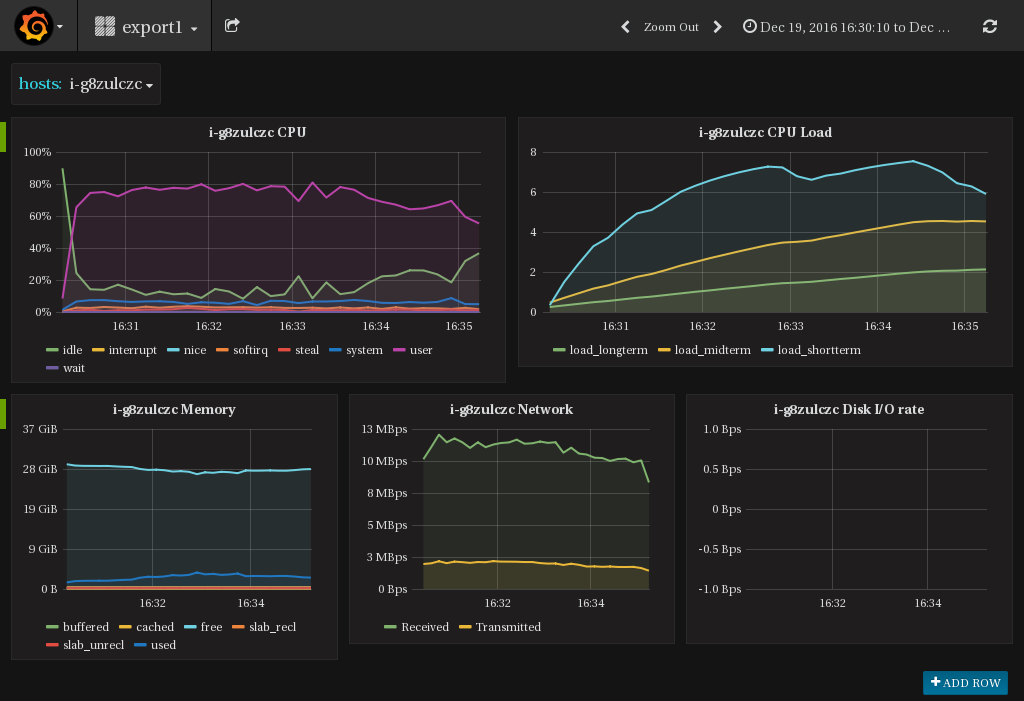 export1
Zoom Out
Dec 19, 2016 16:30:10 to Dec ...
hosts: i-g8zulczc
i-g8zulczc CPU
100%
80%
60%
40%
20%
0%
16:31 16:32 16:33 16:34 16:35
idle interrupt nice softirq steal system user
wait
i-g8zulczc CPU Load
8
6
4
2
0
16:31 16:32 16:33 16:34 16:35
load_longterm load_midterm load_shortterm
i-g8zulczc Memory
37 GiB
28 GiB
19 GiB
9 GiB
0 B
16:32 16:34
buffered cached free slab_recl
slab_unrecl used
i-g8zulczc Network
13 MBps
10 MBps
8 MBps
5 MBps
3 MBps
0 Bps
16:32 16:34
Received Transmitted
i-g8zulczc Disk I/O rate
1.0 Bps
0.5 Bps
0 Bps
-0.5 Bps
-1.0 Bps
16:32 16:34
+ ADD ROW